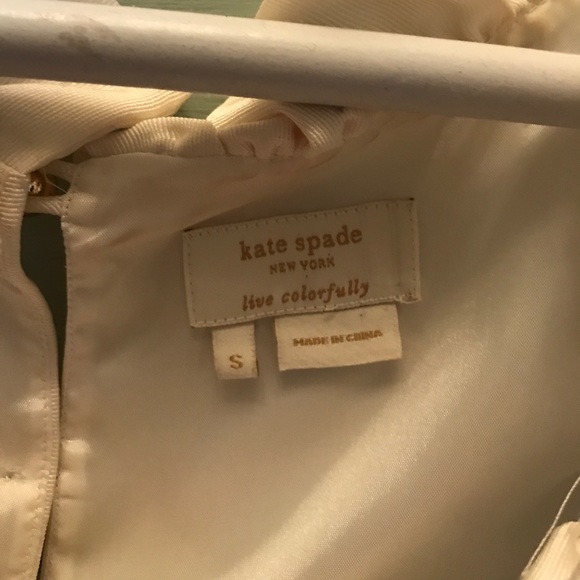 kate spade
NEW YORK
live colorfully
S
MADE IN CHINA